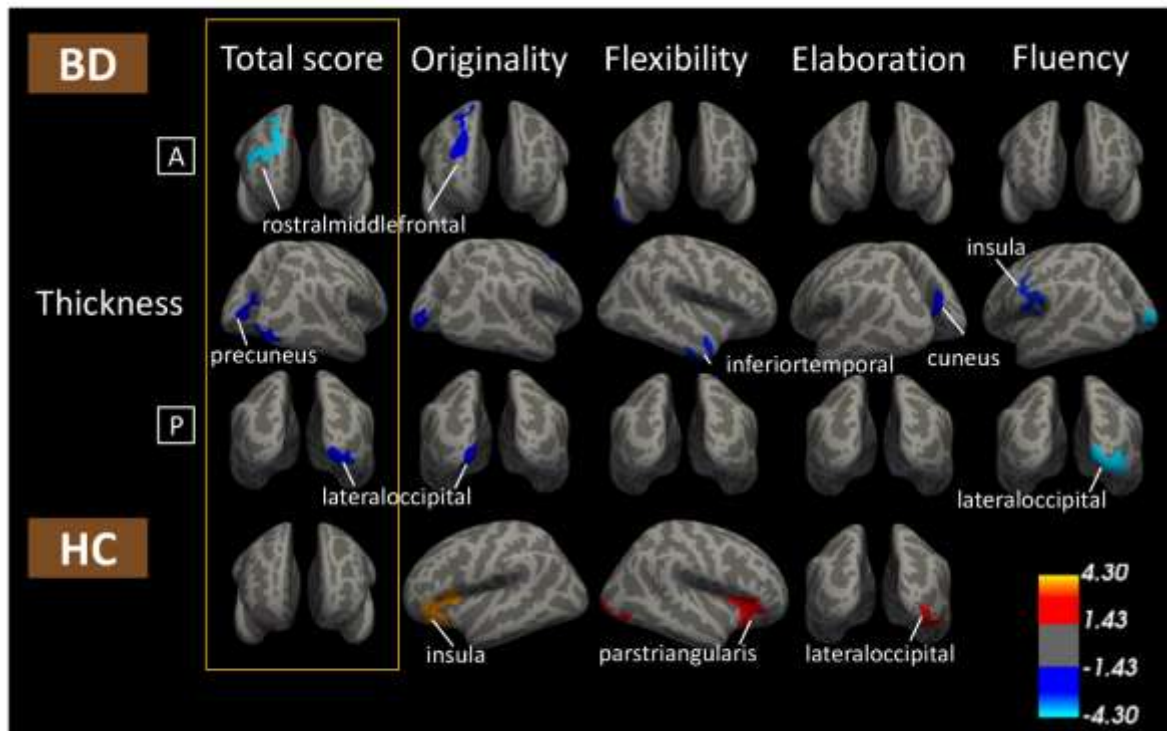 BD
Total score
Originality
Flexibility
Elaboration
Fluency
A
rostralmiddlefrontal
insula
Thickness
precuneus
inferiortemporal
cuneus
P
lateraloccipital
lateraloccipital
HC
insula
parstriangularis
lateraloccipital
4.30
1.43
-1.43
-4.30